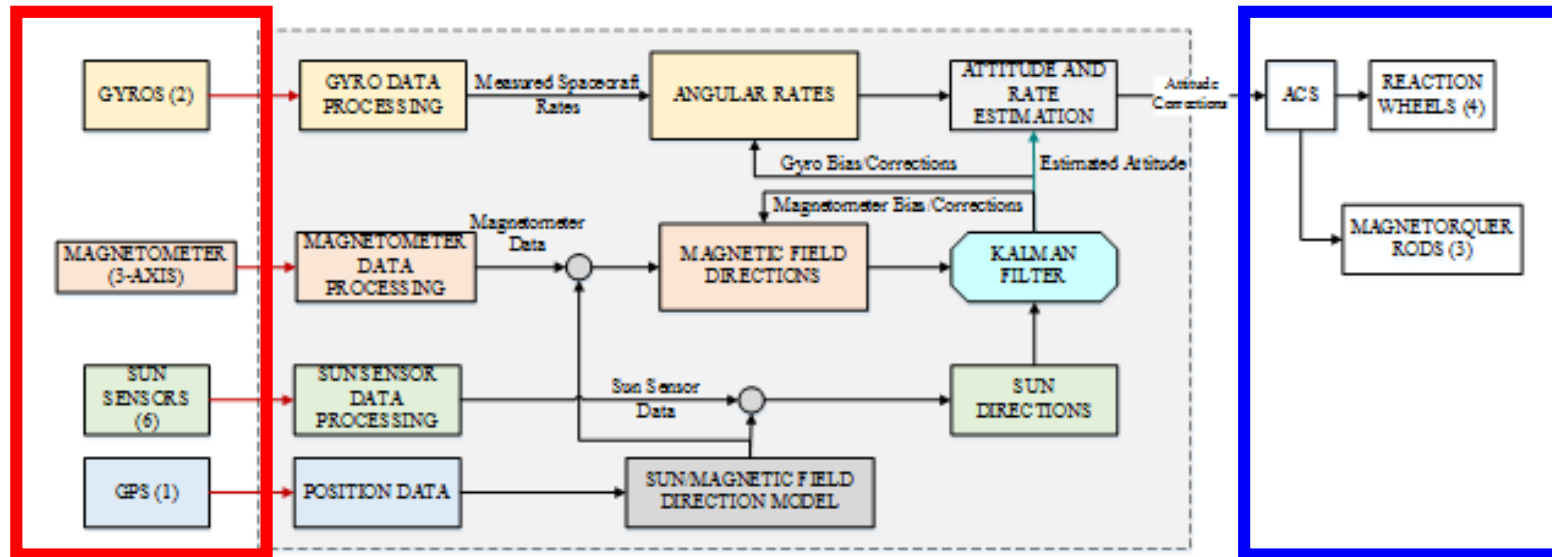 GYROS (2)
GYRO DATA
PROCESSING
Measured Spacecraft
Rates
ANGULAR RATES
ATTITUDE AND
RATE
ESTIMATION
Attitude
Corrections
ACS
REACTION
WHEELS (4)
Gyro Bias/Corrections
Estimated Attitude
MAGNETOMETER
(3-AXIS)
MAGNETOMETER
DATA
PROCESSING
Magnetometer
Data
Magnetometer Bias/Corrections
MAGNETIC FIELD
DIRECTIONS
KALMAN
FILTER
MAGNETORQUER
RODS (3)
SUN
SENSORS
(6)
SUN SENSOR
DATA
PROCESSING
Sun Sensor
Data
SUN
DIRECTIONS
GPS (1)
POSITION DATA
SUN/MAGNETIC FIELD
DIRECTION MODEL